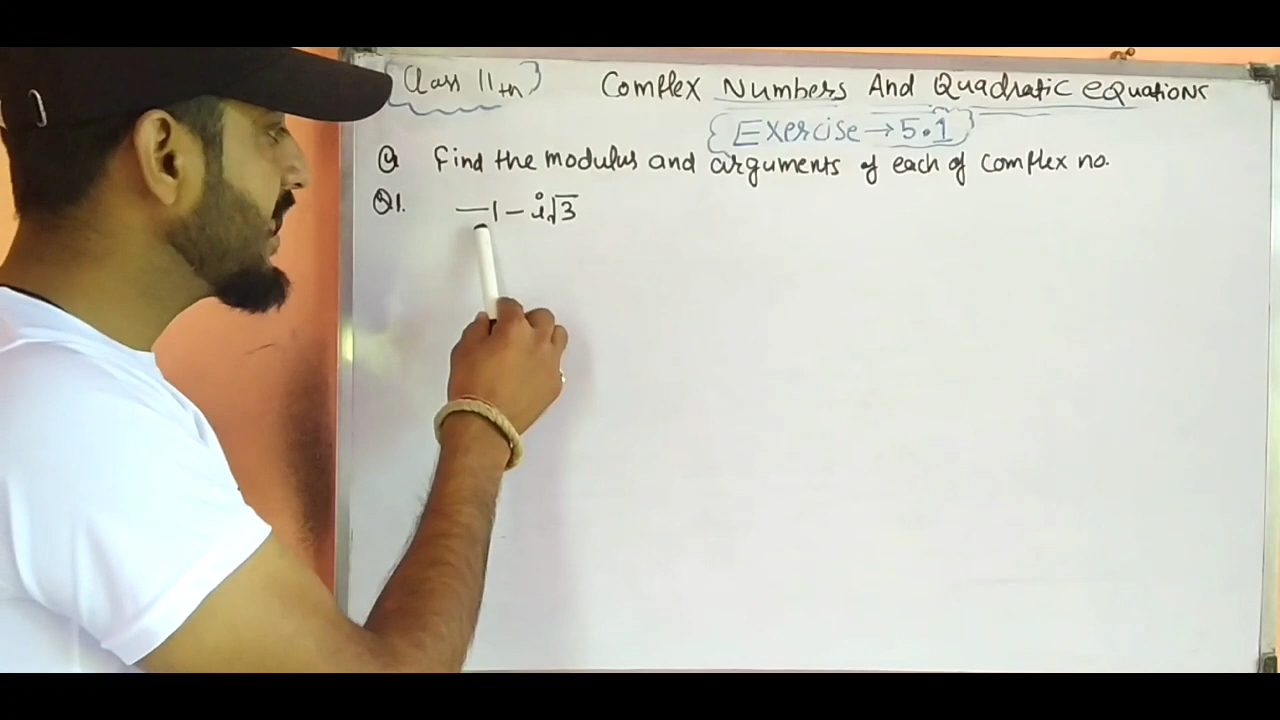 Class 11th Complex Numbers And Quadratic equations
Exercise → 5.1
Q Find the modulus and arguments of each of complex no.
Q1. —1 – i√3